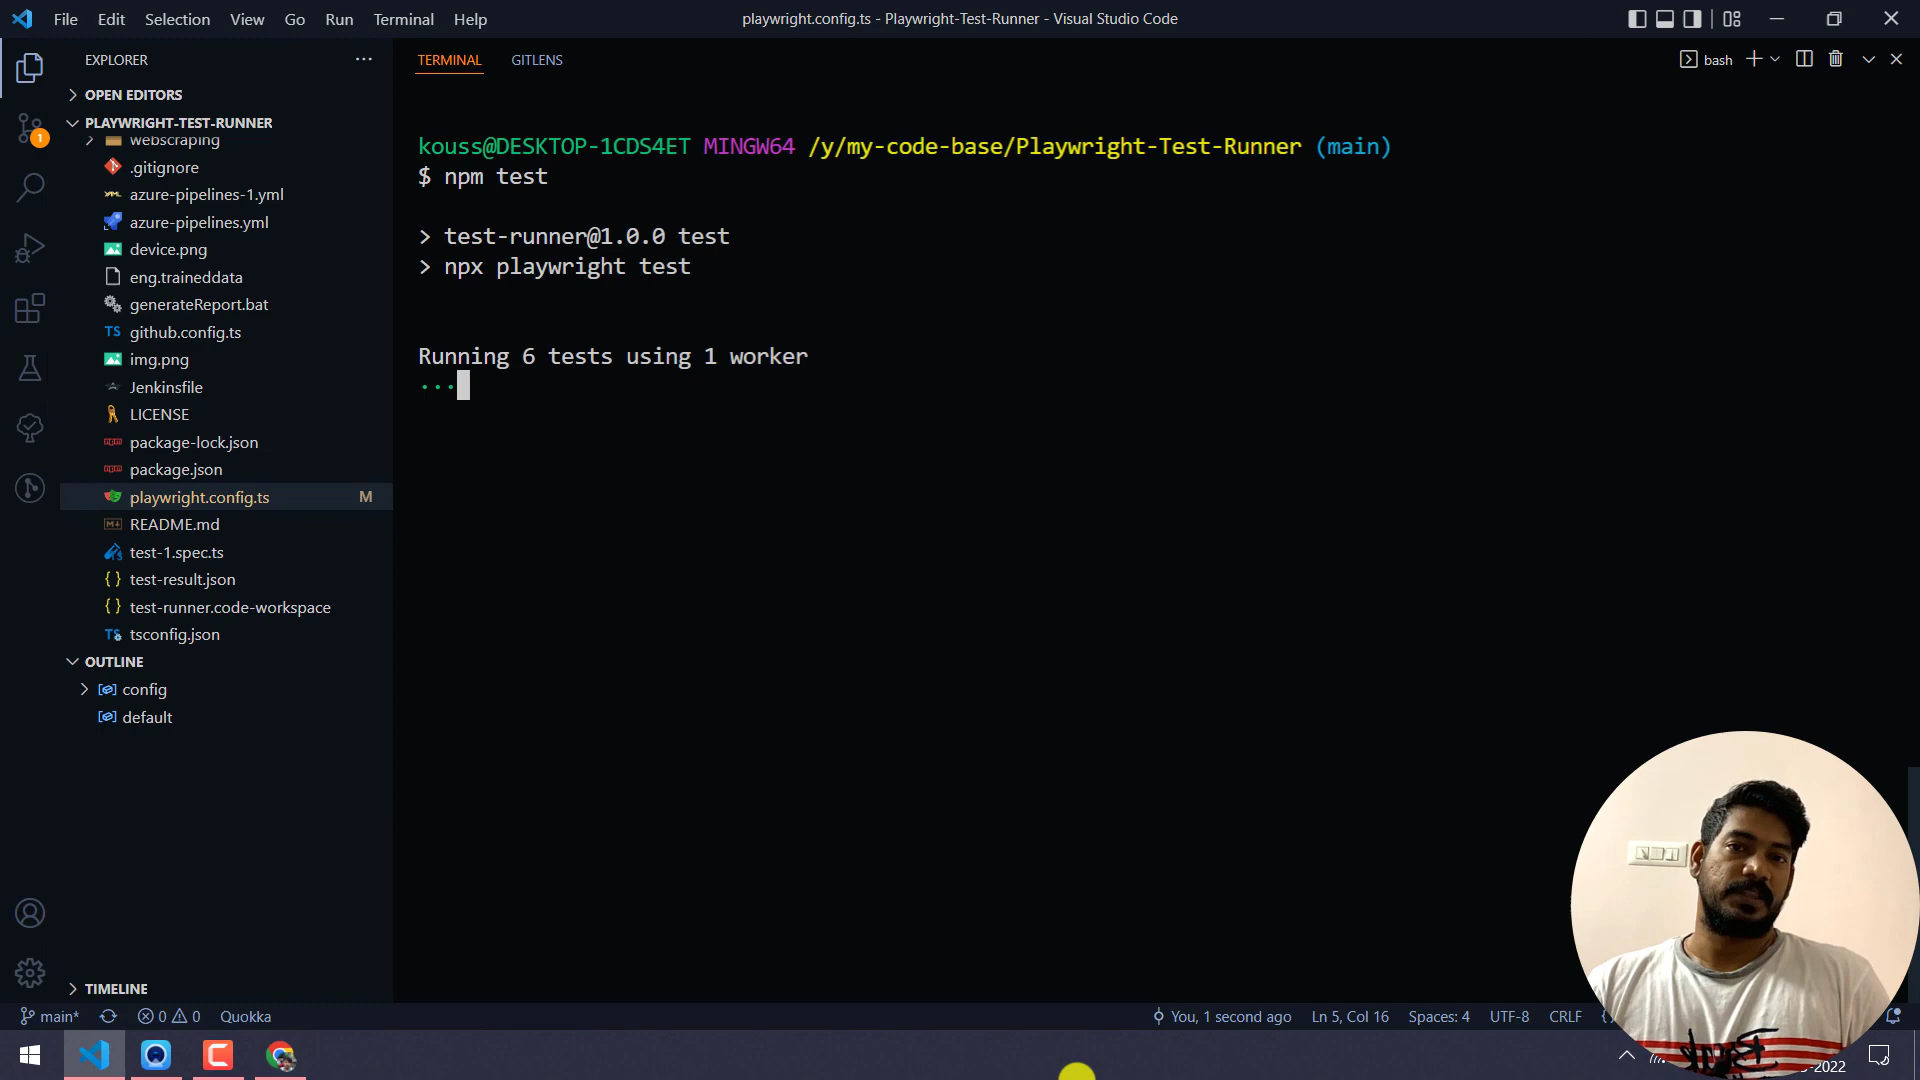 File Edit Selection View Go Run Terminal Help
playwright.config.ts - Playwright-Test-Runner - Visual Studio Code
EXPLORER
OPEN EDITORS
PLAYWRIGHT-TEST-RUNNER
webscraping
.gitignore
azure-pipelines-1.yml
azure-pipelines.yml
device.png
eng.traineddata
generateReport.bat
TS github.config.ts
img.png
Jenkinsfile
LICENSE
package-lock.json
package.json
playwright.config.ts M
README.md
test-1.spec.ts
{} test-result.json
{} test-runner.code-workspace
TS tsconfig.json
OUTLINE
config
default
TIMELINE
TERMINAL GITLENS
bash
kouss@DESKTOP-1CDS4ET MINGW64 /y/my-code-base/Playwright-Test-Runner (main)
$ npm test
> test-runner@1.0.0 test
> npx playwright test
Running 6 tests using 1 worker
···
1
main* 0 0 Quokka
You, 1 second ago Ln 5, Col 16 Spaces: 4 UTF-8 CRLF {
-2022